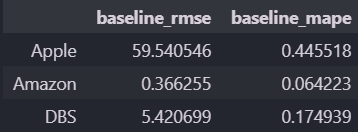 baseline_rmse baseline_mape
Apple 59.540546 0.445518
Amazon 0.366255 0.064223
DBS 5.420699 0.174939